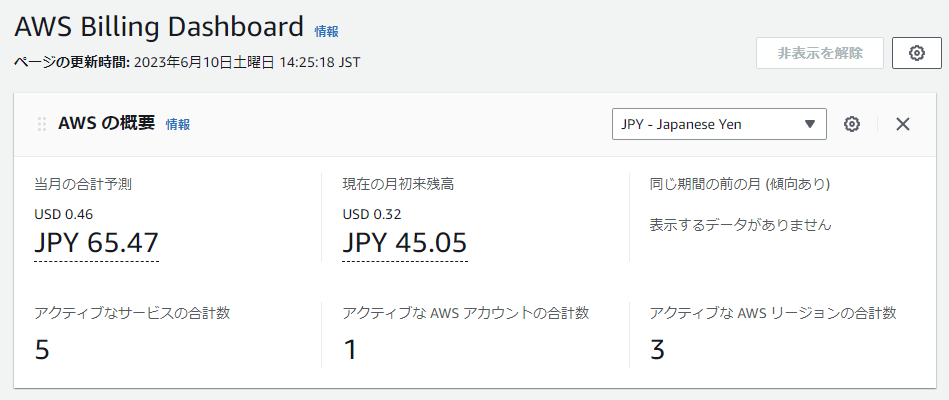 AWS Billing Dashboard 情報
ページの更新時間: 2023年6月10日土曜日 14:25:18 JST
非表示を解除
AWS の概要 情報
JPY - Japanese Yen
当月の合計予測
USD 0.46
JPY 65.47
現在の月初来残高
USD 0.32
JPY 45.05
同じ期間の前の月 (傾向あり)
表示するデータがありません
アクティブなサービスの合計数
5
アクティブな AWS アカウントの合計数
1
アクティブな AWS リージョンの合計数
3